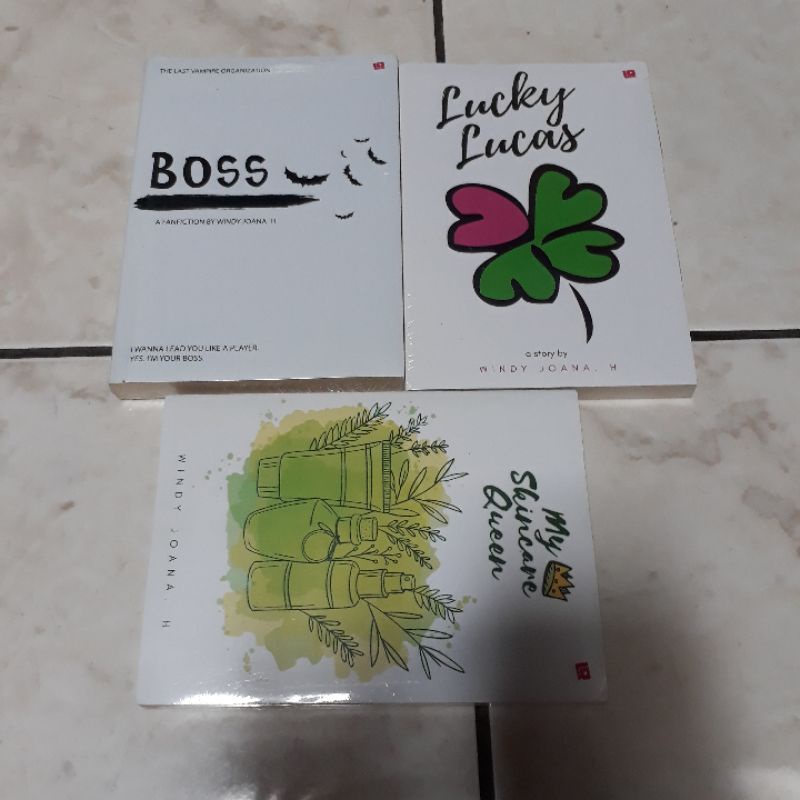 THE LAST VAMPIRE ORGANIZATION
BOSS
A FANFICTION BY WINDY JOANA. H
I WANNA LEAD YOU LIKE A PLAYER.
YES. I'M YOUR BOSS.
Lucky
Lucas
a story by
WINDY JOANA. H
My
Skincare
Queen
WINDY JOANA. H